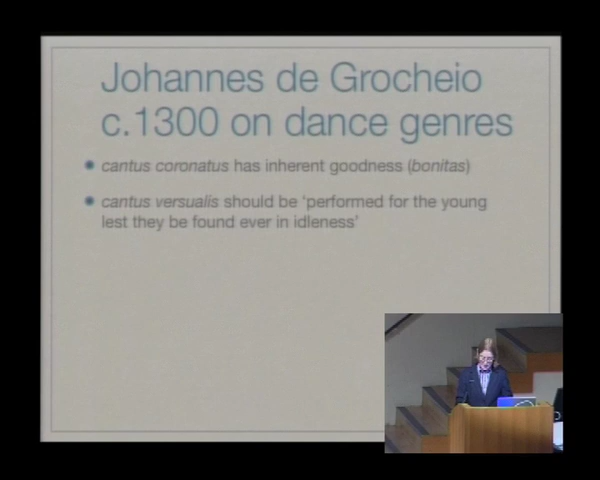 Johannes de Grocheio
c.1300 on dance genres
cantus coronatus has inherent goodness (bonitas)
cantus versualis should be ‘performed for the young
lest they be found ever in idleness’